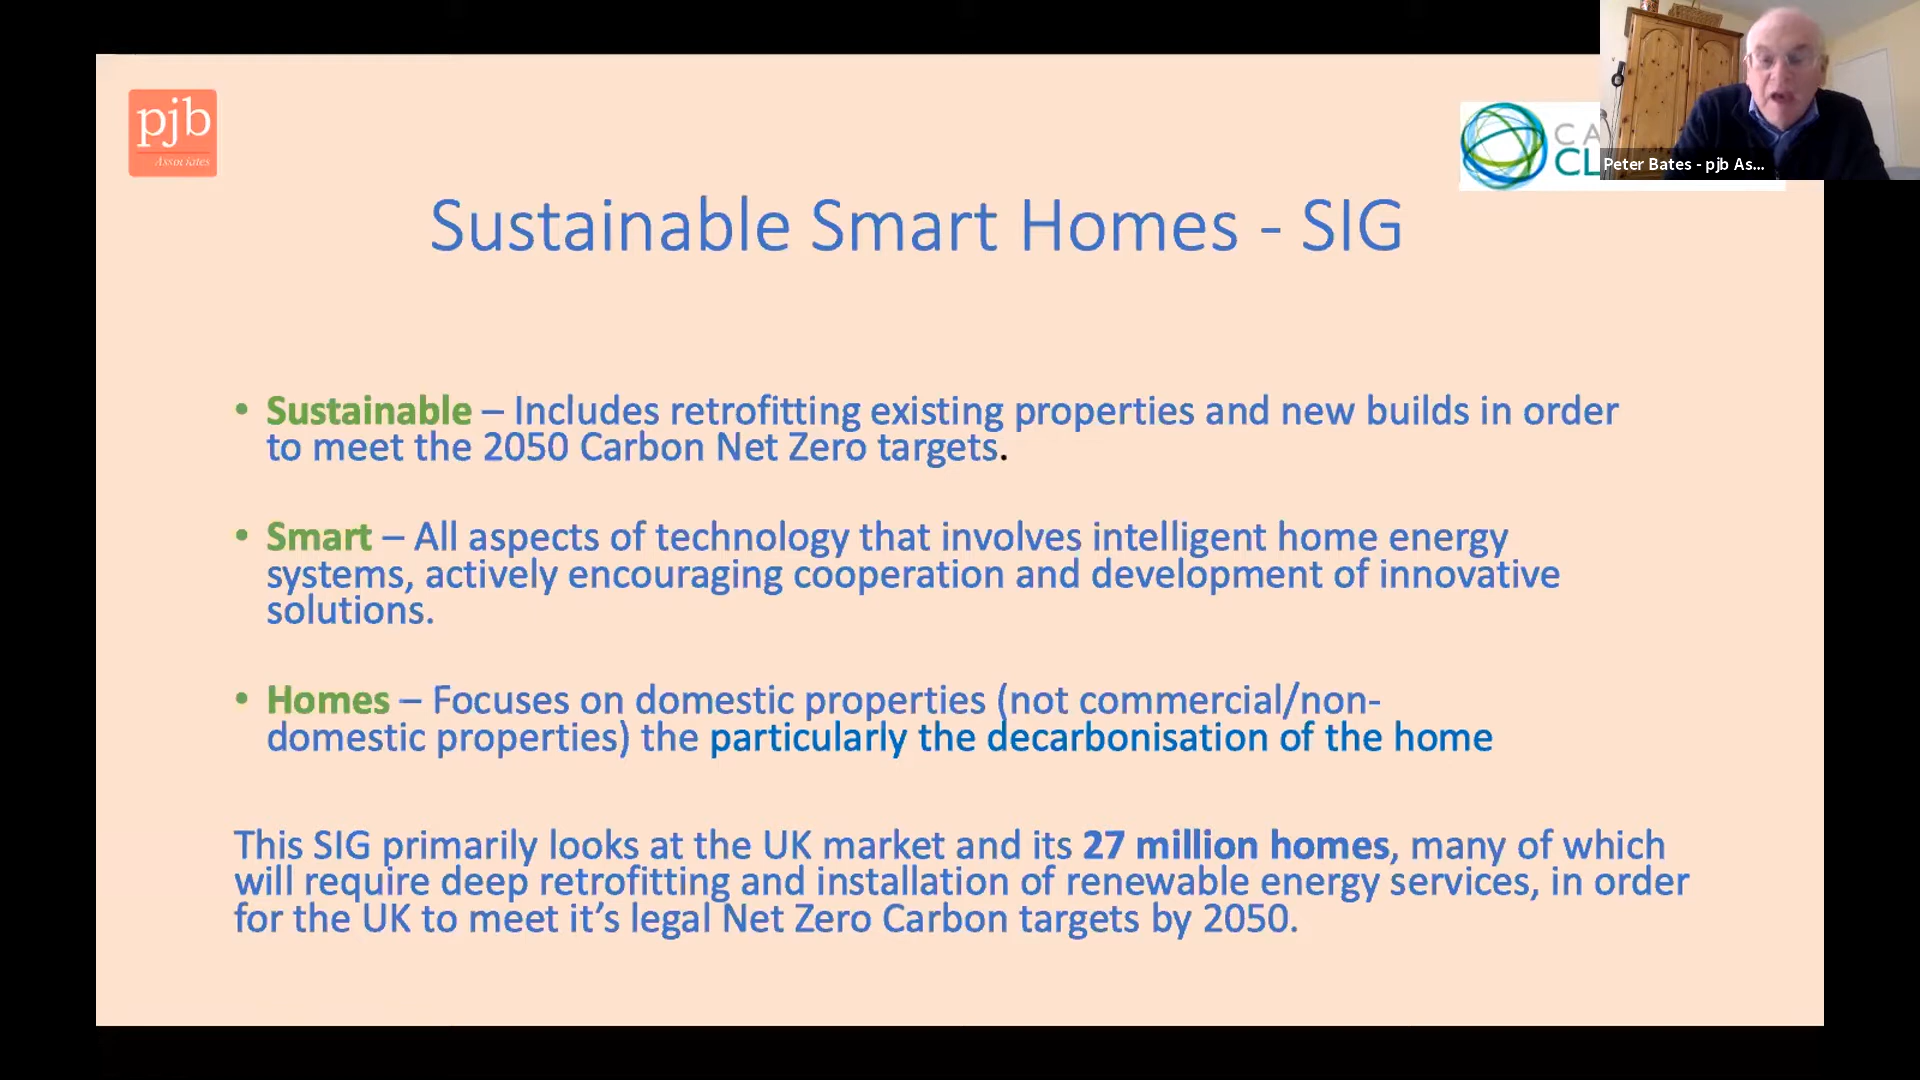 pjb
Associates
CA
CL
Peter Bates - pjb As...
Sustainable Smart Homes - SIG
• Sustainable – Includes retrofitting existing properties and new builds in order
to meet the 2050 Carbon Net Zero targets.
• Smart – All aspects of technology that involves intelligent home energy
systems, actively encouraging cooperation and development of innovative
solutions.
• Homes – Focuses on domestic properties (not commercial/non-
domestic properties) the particularly the decarbonisation of the home
This SIG primarily looks at the UK market and its 27 million homes, many of which
will require deep retrofitting and installation of renewable energy services, in order
for the UK to meet it’s legal Net Zero Carbon targets by 2050.